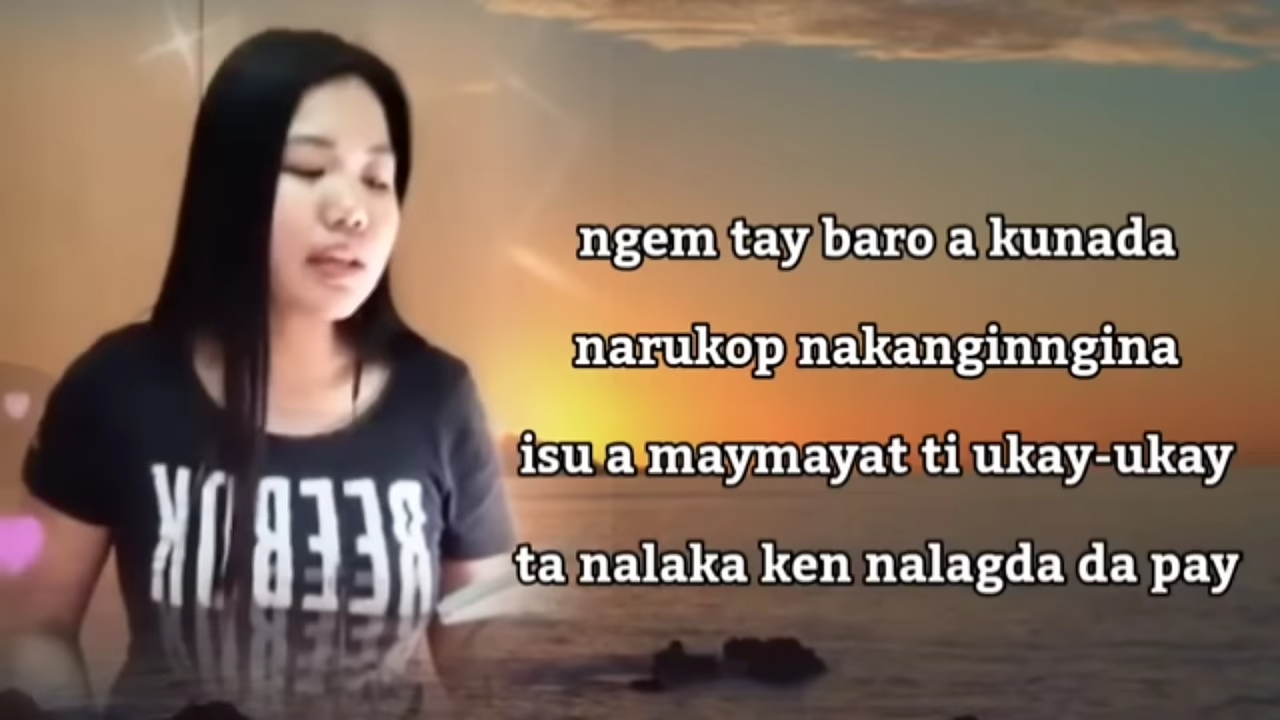 ngem tay baro a kunada
narukop nakanginngina
isu a maymayat ti ukay-ukay
ta nalaka ken nalagda da pay
REEBOK